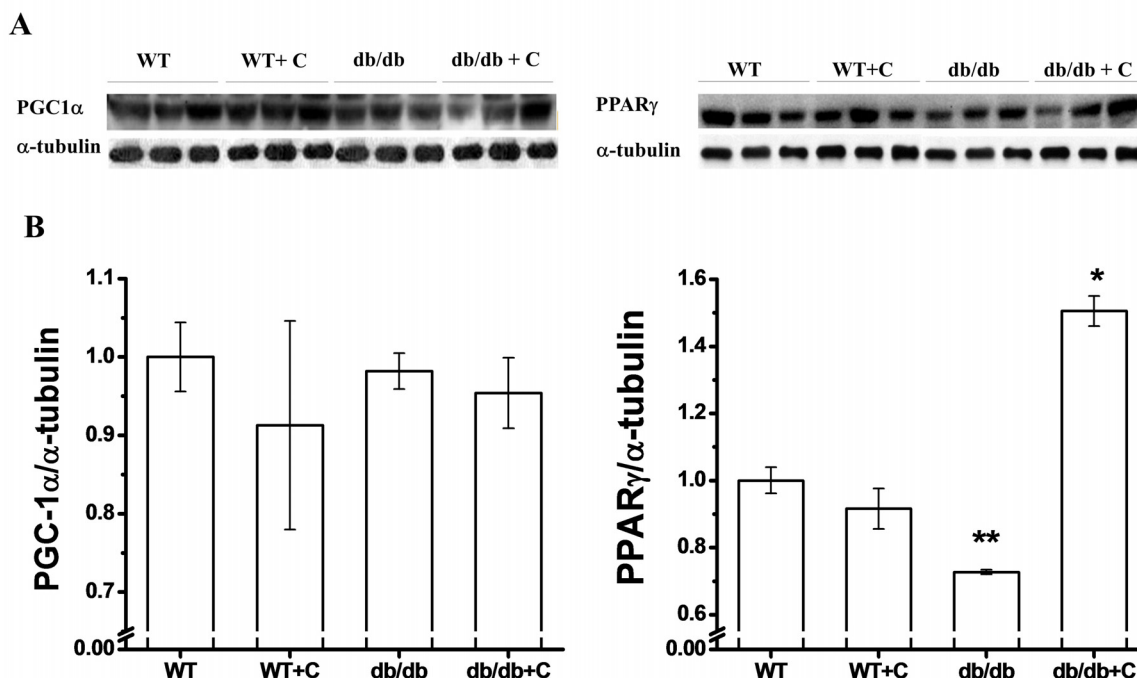 A
WT WT+ C db/db db/db + C
PGC1α
α-tubulin
WT WT+C db/db db/db + C
PPARγ
α-tubulin
B
PGC-1α/α-tubulin
1.1
1.0
0.9
0.8
0.7
0.00
WT WT+C db/db db/db+C
PPARγ/α-tubulin
1.6
1.4
1.2
1.0
0.8
0.6
0.00
*
**
WT WT+C db/db db/db+C